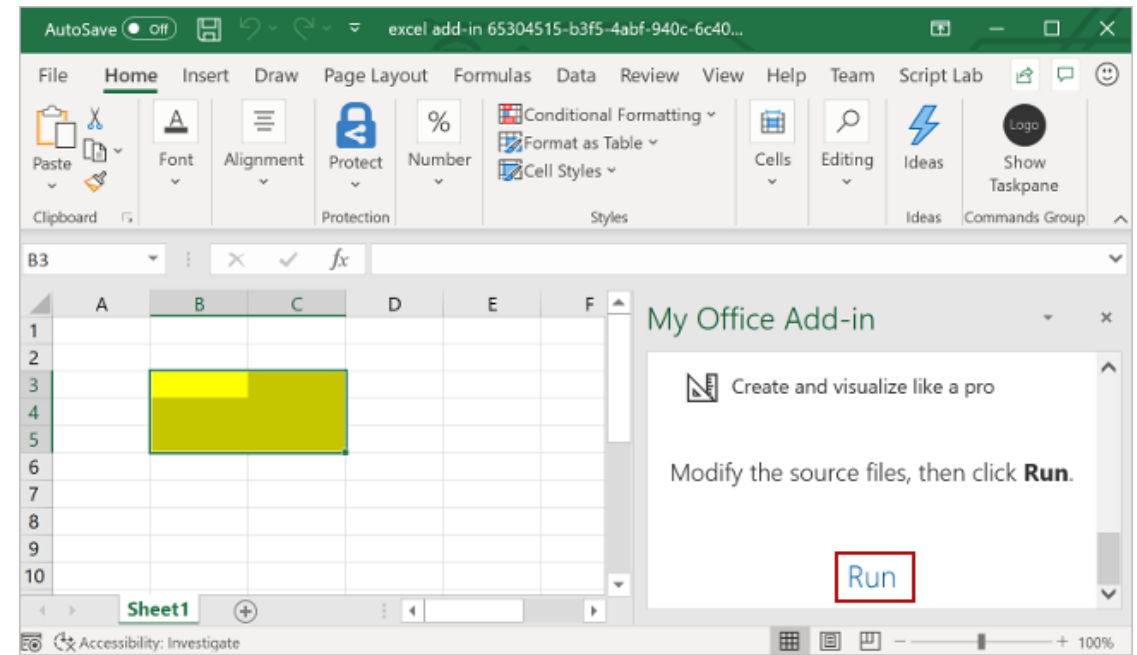 AutoSave Off excel add-in 65304515-b3f5-4abf-940c-6c40...
File Home Insert Draw Page Layout Formulas Data Review View Help Team Script Lab
Paste Font Alignment Protect % Number Conditional Formatting Cells Editing Ideas Logo Show
Format as Table Taskpane
Cell Styles
Clipboard Protection Styles Ideas Commands Group
B3 fx
A B C D E F
My Office Add-in
1
2
3
Create and visualize like a pro
4
5
6
Modify the source files, then click Run.
7
8
9
10
Run
Sheet1
Accessibility: Investigate 100%